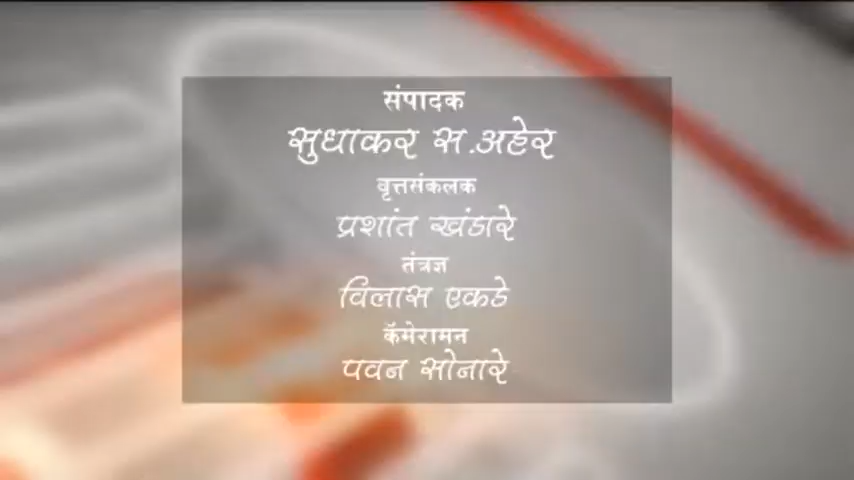 संपादक
सुधाकर स.अहेर
वृत्तसंकलक
प्रशांत खंडारे
तंत्रज्ञ
विलास एकडे
कॅमेरामन
पवन सोनारे